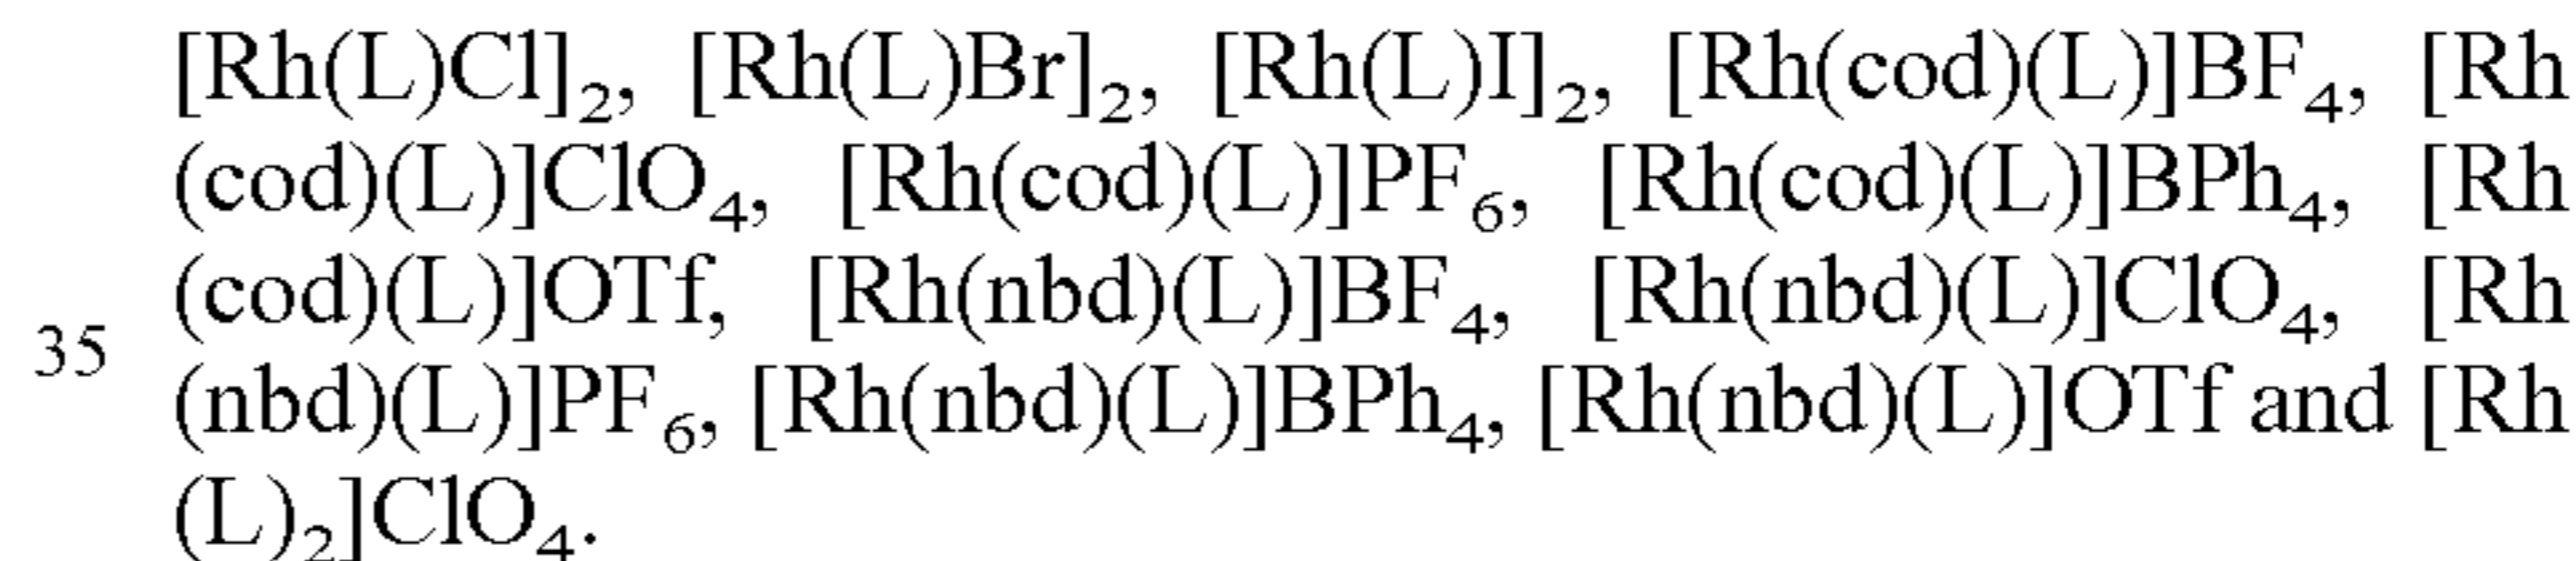 [Rh(L)Cl]₂, [Rh(L)Br]₂, [Rh(L)I]₂, [Rh(cod)(L)]BF₄, [Rh
(cod)(L)]ClO₄, [Rh(cod)(L)]PF₆, [Rh(cod)(L)]BPh₄, [Rh
(cod)(L)]OTf, [Rh(nbd)(L)]BF₄, [Rh(nbd)(L)]ClO₄, [Rh
35
(nbd)(L)]PF₆, [Rh(nbd)(L)]BPh₄, [Rh(nbd)(L)]OTf and [Rh
(L)₂]ClO₄.